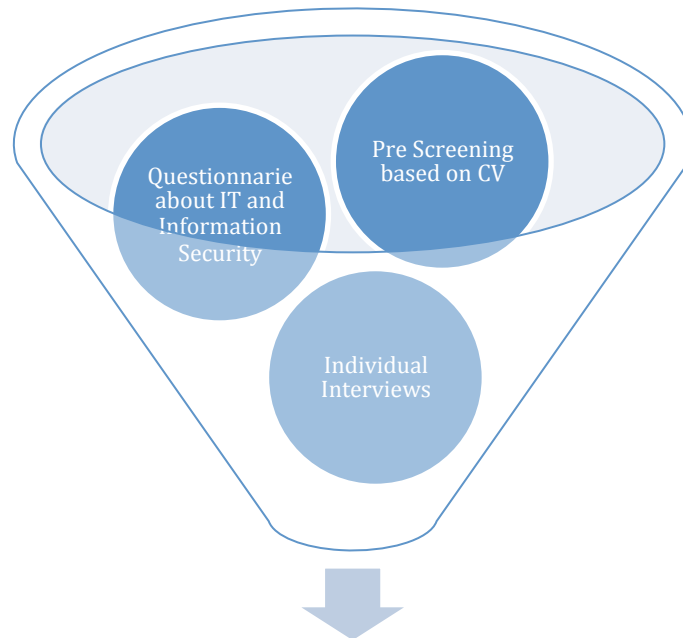 Pre Screening
based on CV
Questionnarie
about IT and
Information
Security
Individual
Interviews